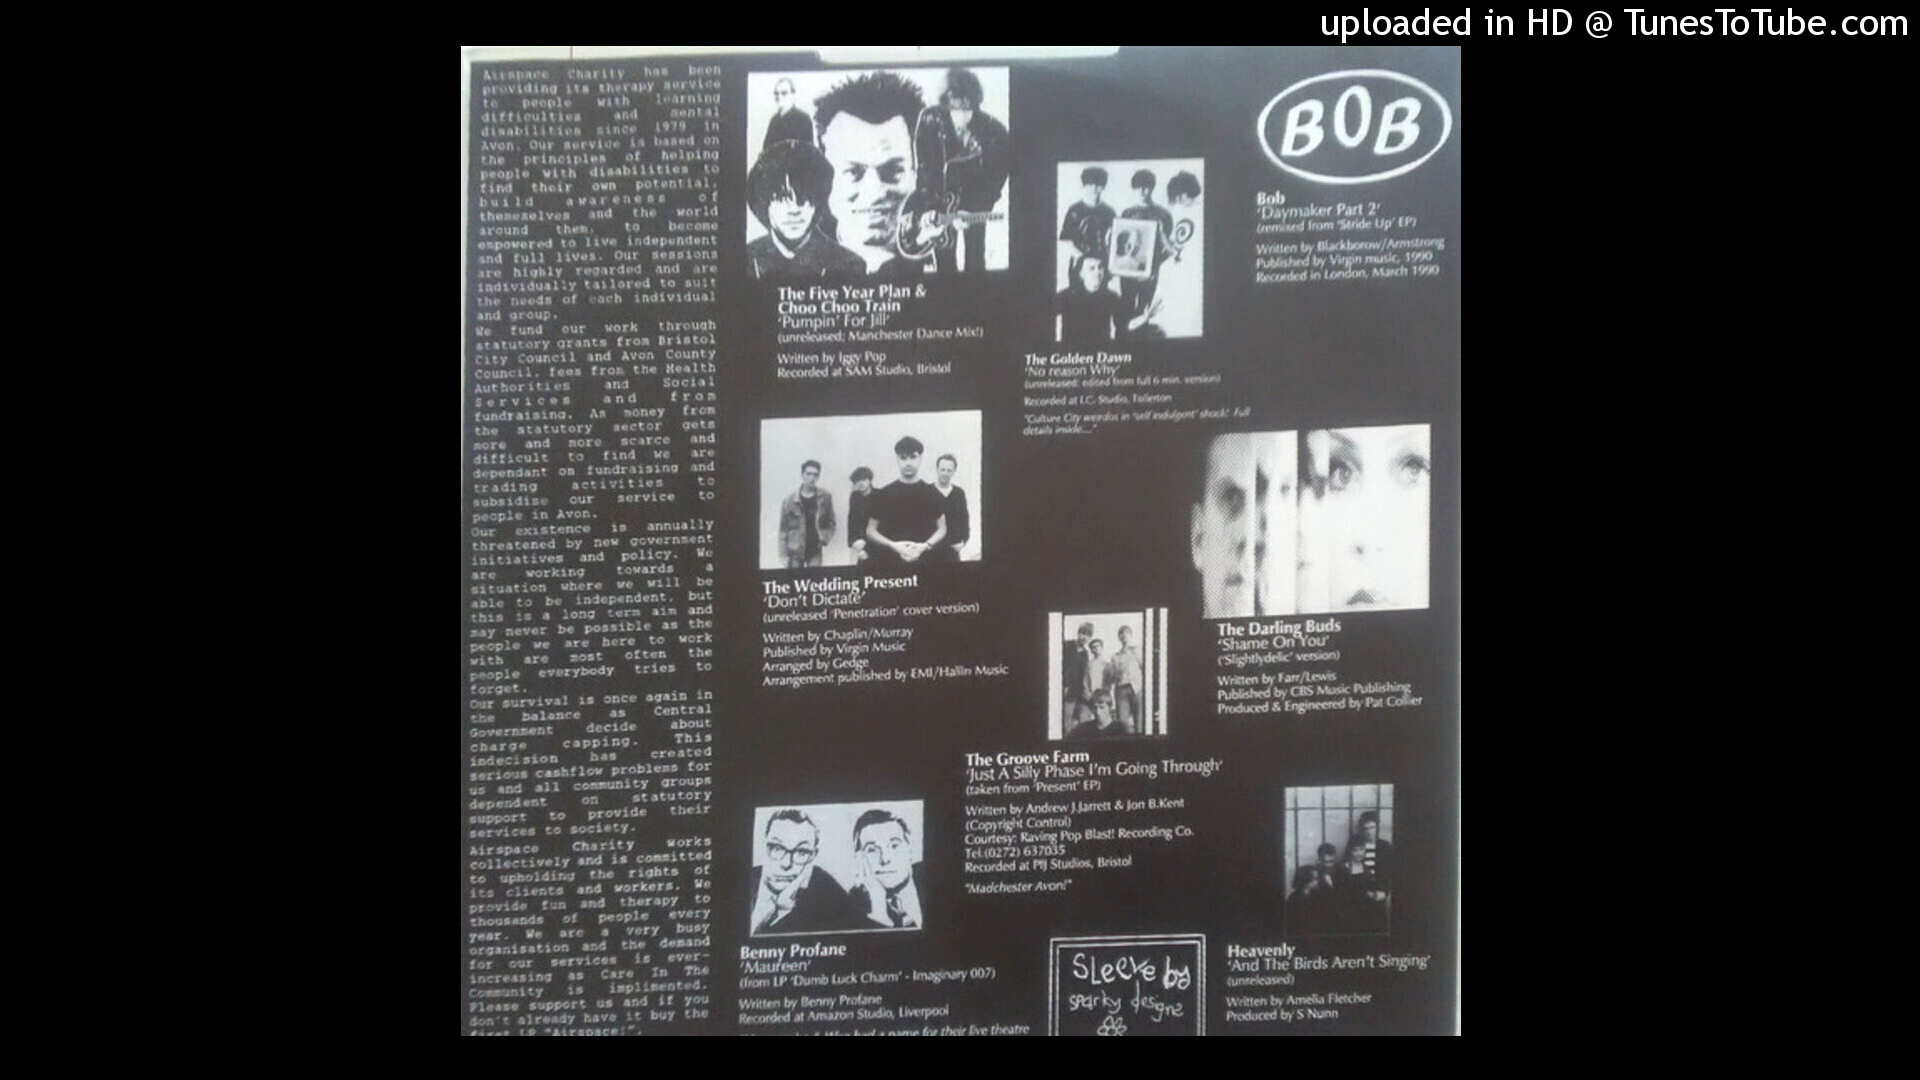 uploaded in HD @ TunesToTube.com
Airspace Charity has been
providing its therapy service
to people with learning
difficulties and mental
disabilities since 1979 in
Avon. Our service is based on
the principles of helping
people with disabilities to
find their own potential,
build awareness of
themselves and the world
around them, to become
empowered to live independent
and full lives. Our sessions
are highly regarded and are
individually tailored to suit
the needs of each individual
and group.
We fund our work through
statutory grants from Bristol
City Council and Avon County
Council, fees from the Health
Authorities and Social
Services and from
fundraising. As money from
the statutory sector gets
more and more scarce and
difficult to find we are
dependant on fundraising and
trading activities to
subsidise our service to
people in Avon.
Our existence is annually
threatened by new government
initiatives and policy. We
are working towards a
situation where we will be
able to be independent, but
this is a long term aim and
may never be possible as the
people we are here to work
with are most often the
people everybody tries to
forget.
Our survival is once again in
the balance as Central
Government decide about
charge capping. This
indecision has created
serious cashflow problems for
us and all community groups
dependent on statutory
support to provide their
services to society.
Airspace Charity works
collectively and is committed
to upholding the rights of
its clients and workers. We
provide fun and therapy to
thousands of people every
year. We are a very busy
organisation and the demand
for our services is ever-
increasing as Care In The
Community is implimented.
Please support us and if you
don't already have it buy the
first LP "Airspace!".
The Five Year Plan &
Choo Choo Train
'Pumpin' For Jill'
(unreleased; Manchester Dance Mix!)
Written by Iggy Pop
Recorded at SAM Studio, Bristol
BOB
Bob
'Daymaker Part 2'
(remixed from 'Stride Up' EP)
Written by Blackborow/Armstrong
Published by Virgin music, 1990
Recorded in London, March 1990
The Golden Dawn
'No reason Why'
(unreleased; edited from full 6 min. version)
Recorded at I.C. Studio,
"Culture City weirdos in 'self indulgent' shock! Full
details inside...."
The Wedding Present
'Don't Dictate'
(unreleased 'Penetration' cover version)
Written by Chaplin/Murray
Published by Virgin Music
Arranged by Gedge
Arrangement published by EMI/Hallin Music
The Darling Buds
'Shame On You'
('Slightlydelic' version)
Written by Farr/Lewis
Published by CBS Music Publishing
Produced & Engineered by Pat Collier
The Groove Farm
'Just A Silly Phase I'm Going Through'
(taken from 'Present' EP)
Written by Andrew J.Jarrett & Jon B.Kent
(Copyright Control)
Courtesy: Raving Pop Blast! Recording Co.
Tel.(0272) 637035
Recorded at PIJ Studios, Bristol
"Madchester Avon!"
Benny Profane
'Maureen'
(from LP 'Dumb Luck Charm' - Imaginary 007)
Written by Benny Profane
Recorded at Amazon Studio, Liverpool
had a name for their live theatre
Sleeve by
sparky designs
Heavenly
'And The Birds Aren't Singing'
(unreleased)
Written by Amelia Fletcher
Produced by S Nunn